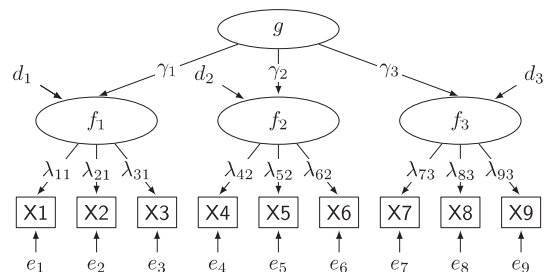 g
d₁ γ₁ d₂ γ₂ γ₃ d₃
f₁ f₂ f₃
λ₁₁ λ₂₁ λ₃₁ λ₄₂ λ₅₂ λ₆₂ λ₇₃ λ₈₃ λ₉₃
X1 X2 X3 X4 X5 X6 X7 X8 X9
e₁ e₂ e₃ e₄ e₅ e₆ e₇ e₈ e₉